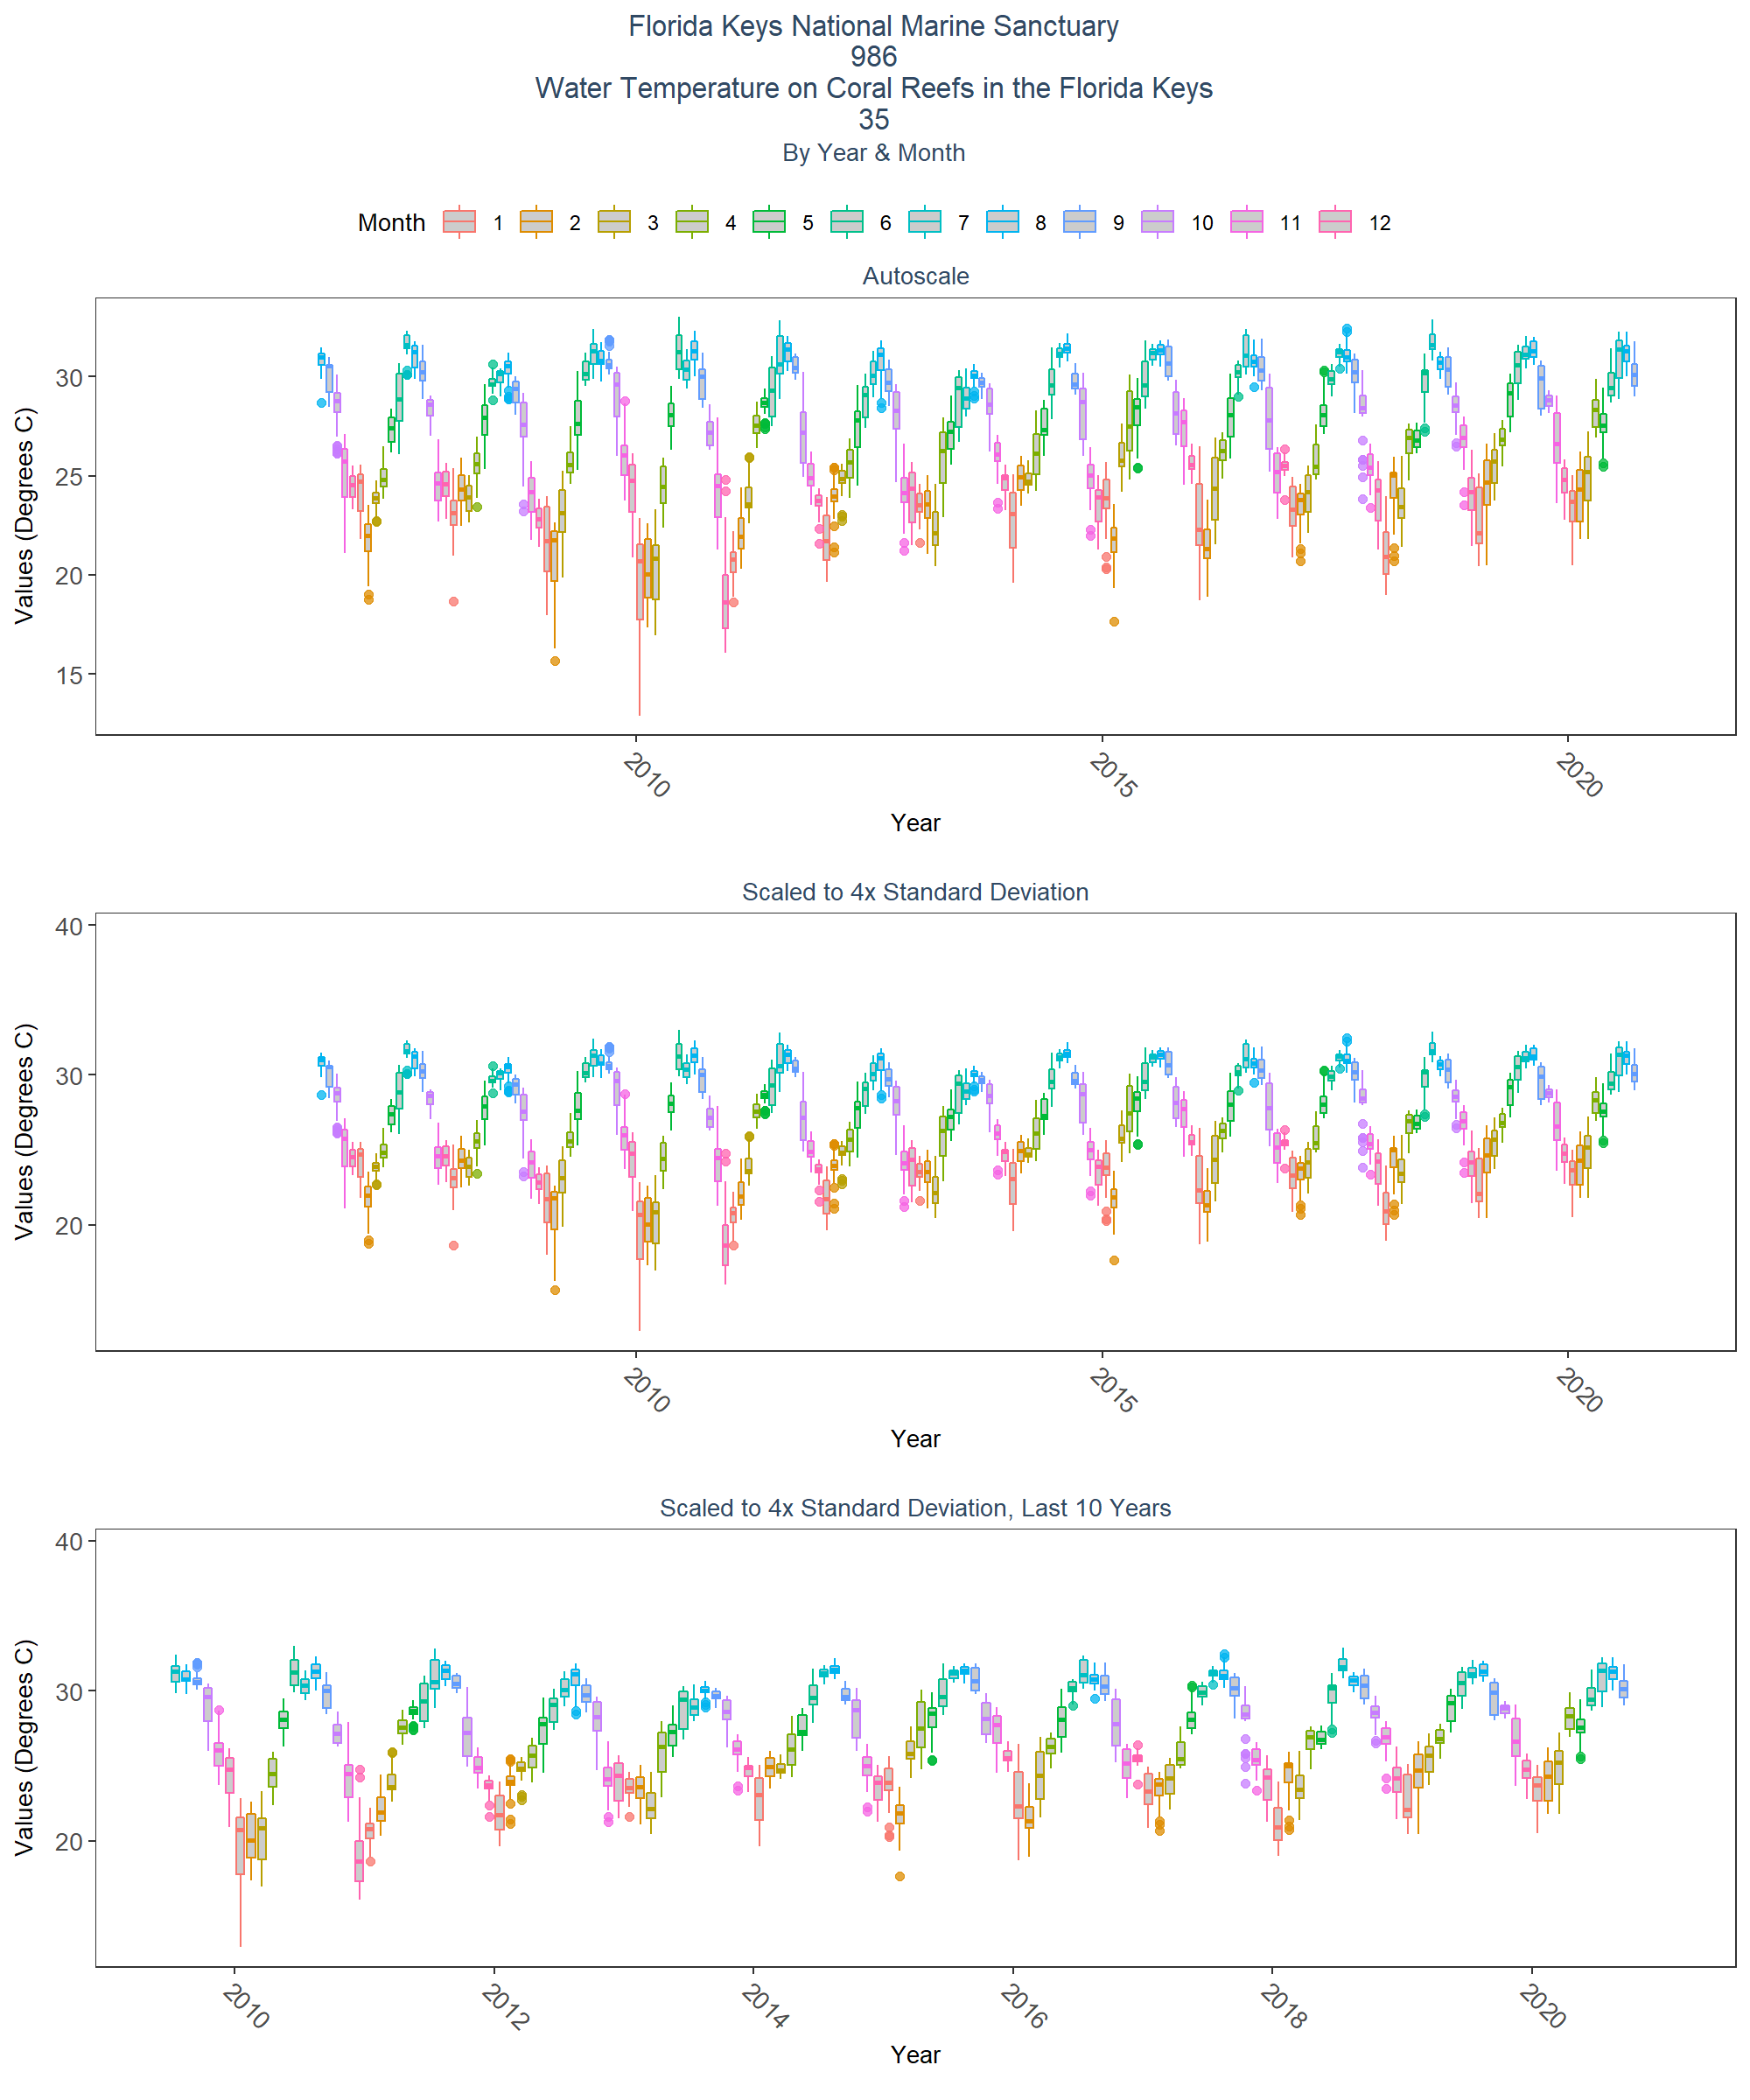 Florida Keys National Marine Sanctuary
986
Water Temperature on Coral Reefs in the Florida Keys
35
By Year & Month
Month 1 2 3 4 5 6 7 8 9 10 11 12
Autoscale
Values (Degrees C)
30
25
20
15
2010 2015 2020
Year
Scaled to 4x Standard Deviation
Values (Degrees C)
40
30
20
2010 2015 2020
Year
Scaled to 4x Standard Deviation, Last 10 Years
Values (Degrees C)
40
30
20
2010 2012 2014 2016 2018 2020
Year